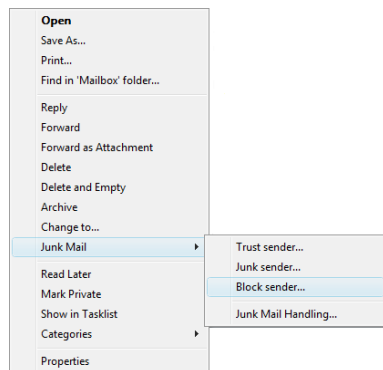 Open
Save As...
Print...
Find in 'Mailbox' folder...
Reply
Forward
Forward as Attachment
Delete
Delete and Empty
Archive
Change to...
Junk Mail
Trust sender...
Junk sender...
Block sender...
Junk Mail Handling...
Read Later
Mark Private
Show in Tasklist
Categories
Properties